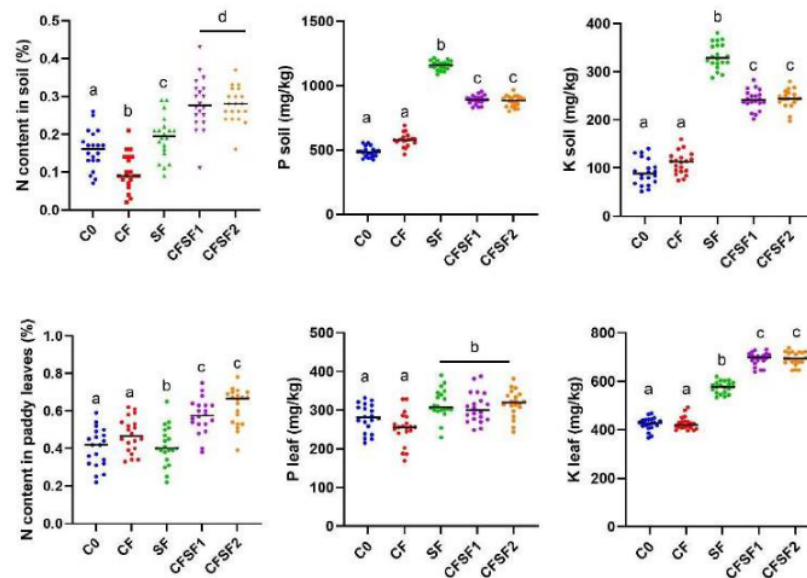 N content in soil (%)
0.5
0.4
0.3
0.2
0.1
0.0
a
b
c
d
C0
CF
SF
CFSF1
CFSF2
P soil (mg/kg)
1500
1000
500
0
a
a
b
c
c
C0
CF
SF
CFSF1
CFSF2
K soil (mg/kg)
400
300
200
100
0
a
a
b
c
c
C0
CF
SF
CFSF1
CFSF2
N content in paddy leaves (%)
1.0
0.8
0.6
0.4
0.2
0.0
a
a
b
c
c
C0
CF
SF
CFSF1
CFSF2
P leaf (mg/kg)
500
400
300
200
100
0
a
a
b
C0
CF
SF
CFSF1
CFSF2
K leaf (mg/kg)
800
600
400
200
0
a
a
b
c
c
C0
CF
SF
CFSF1
CFSF2